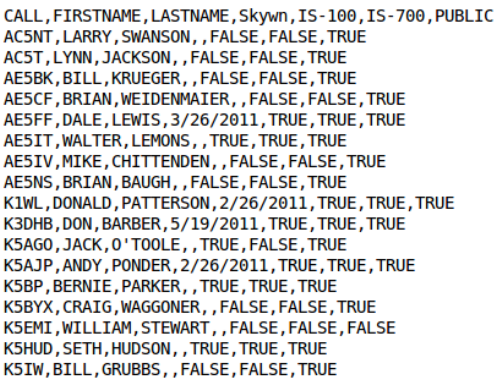 CALL,FIRSTNAME,LASTNAME,Skywn,IS-100,IS-700,PUBLIC
AC5NT,LARRY,SWANSON,,FALSE,FALSE,TRUE
AC5T,LYNN,JACKSON,,FALSE,FALSE,TRUE
AE5BK,BILL,KRUEGER,,FALSE,FALSE,TRUE
AE5CF,BRIAN,WEIDENMAIER,,FALSE,FALSE,TRUE
AE5FF,DALE,LEWIS,3/26/2011,TRUE,TRUE,TRUE
AE5IT,WALTER,LEMONS,,TRUE,TRUE,TRUE
AE5IV,MIKE,CHITTENDEN,,FALSE,FALSE,TRUE
AE5NS,BRIAN,BAUGH,,FALSE,FALSE,TRUE
K1WL,DONALD,PATTERSON,2/26/2011,TRUE,TRUE,TRUE
K3DHB,DON,BARBER,5/19/2011,TRUE,TRUE,TRUE
K5AGO,JACK,O'TOOLE,,TRUE,FALSE,TRUE
K5AJP,ANDY,PONDER,2/26/2011,TRUE,TRUE,TRUE
K5BP,BERNIE,PARKER,,TRUE,TRUE,TRUE
K5BYX,CRAIG,WAGGONER,,FALSE,FALSE,TRUE
K5EMI,WILLIAM,STEWART,,FALSE,FALSE,FALSE
K5HUD,SETH,HUDSON,,TRUE,TRUE,TRUE
K5IW,BILL,GRUBBS,,FALSE,FALSE,TRUE